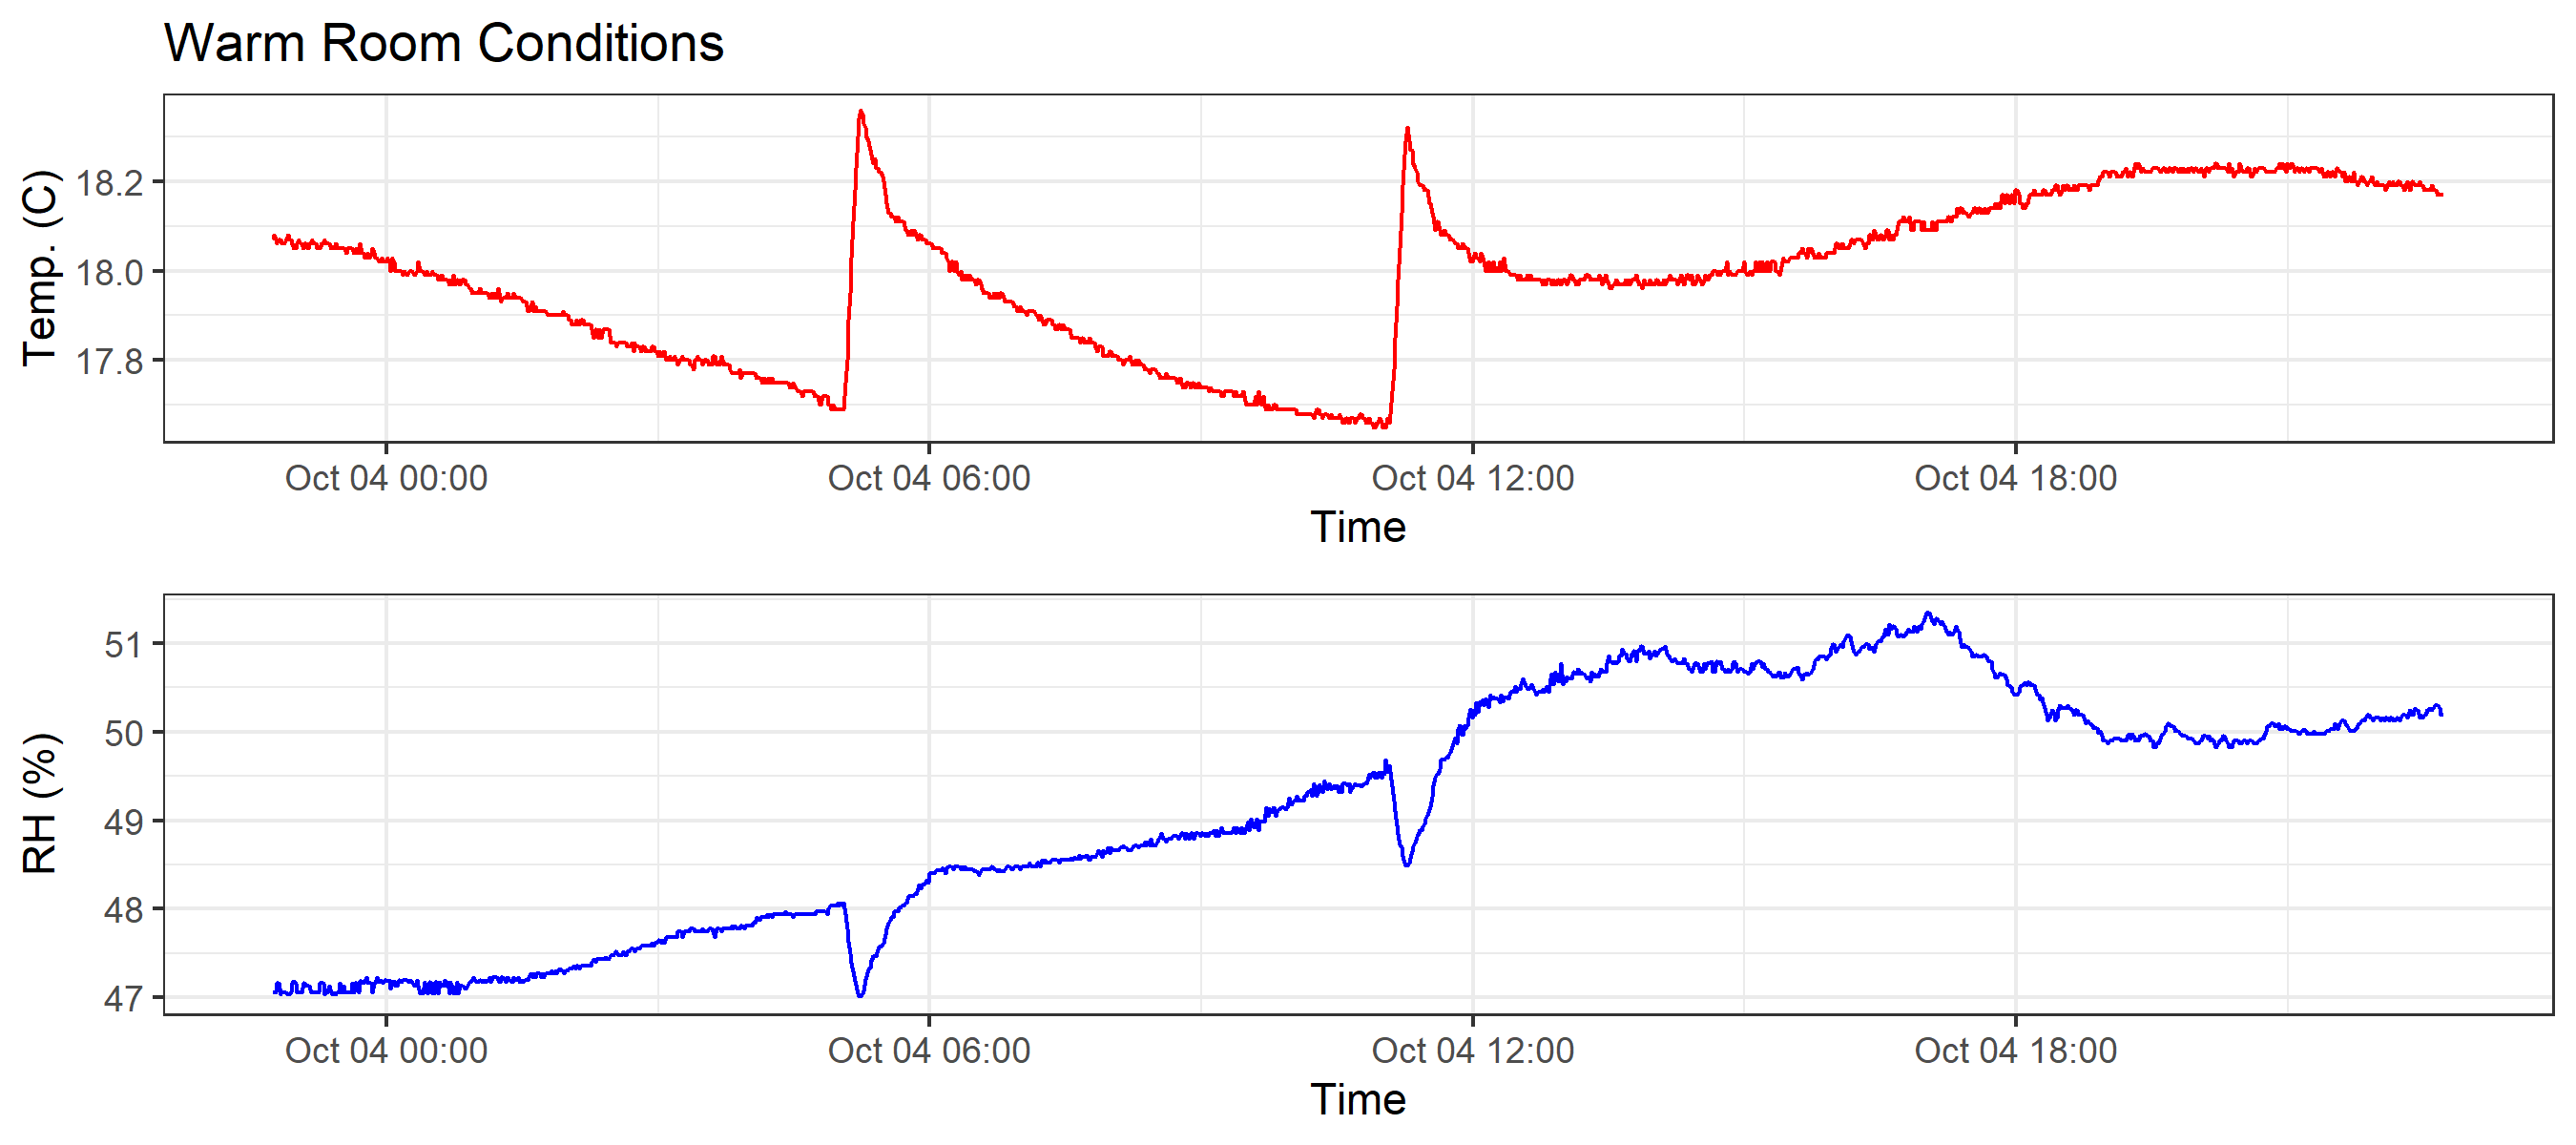 Warm Room Conditions
Temp. (C)
18.2
18.0
17.8
Oct 04 00:00 Oct 04 06:00 Oct 04 12:00 Oct 04 18:00
Time
RH (%)
51
50
49
48
47
Oct 04 00:00 Oct 04 06:00 Oct 04 12:00 Oct 04 18:00
Time